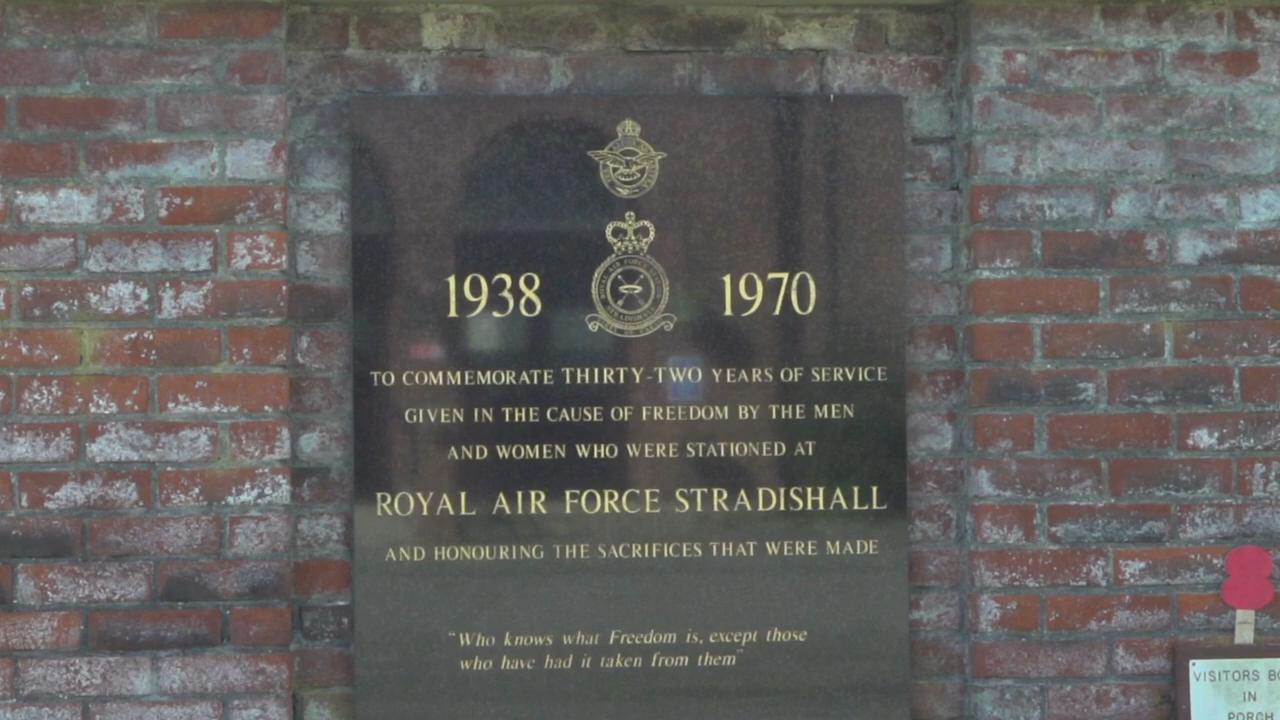 1938 1970
TO COMMEMORATE THIRTY-TWO YEARS OF SERVICE
GIVEN IN THE CAUSE OF FREEDOM BY THE MEN
AND WOMEN WHO WERE STATIONED AT
ROYAL AIR FORCE STRADISHALL
AND HONOURING THE SACRIFICES THAT WERE MADE
"Who knows what Freedom is, except those
who have had it taken from them"
VISITORS BO
IN
PORCH